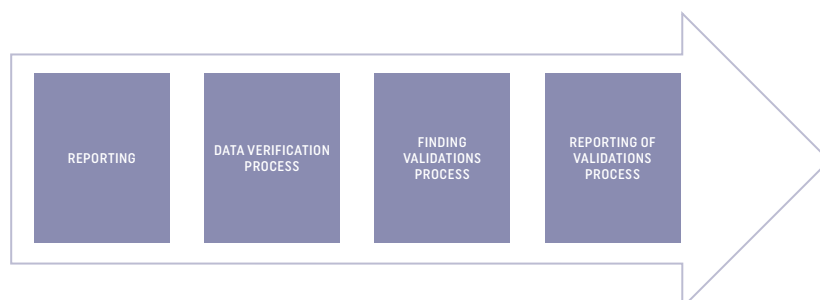 REPORTING
DATA VERIFICATION
PROCESS
FINDING
VALIDATIONS
PROCESS
REPORTING OF
VALIDATIONS
PROCESS